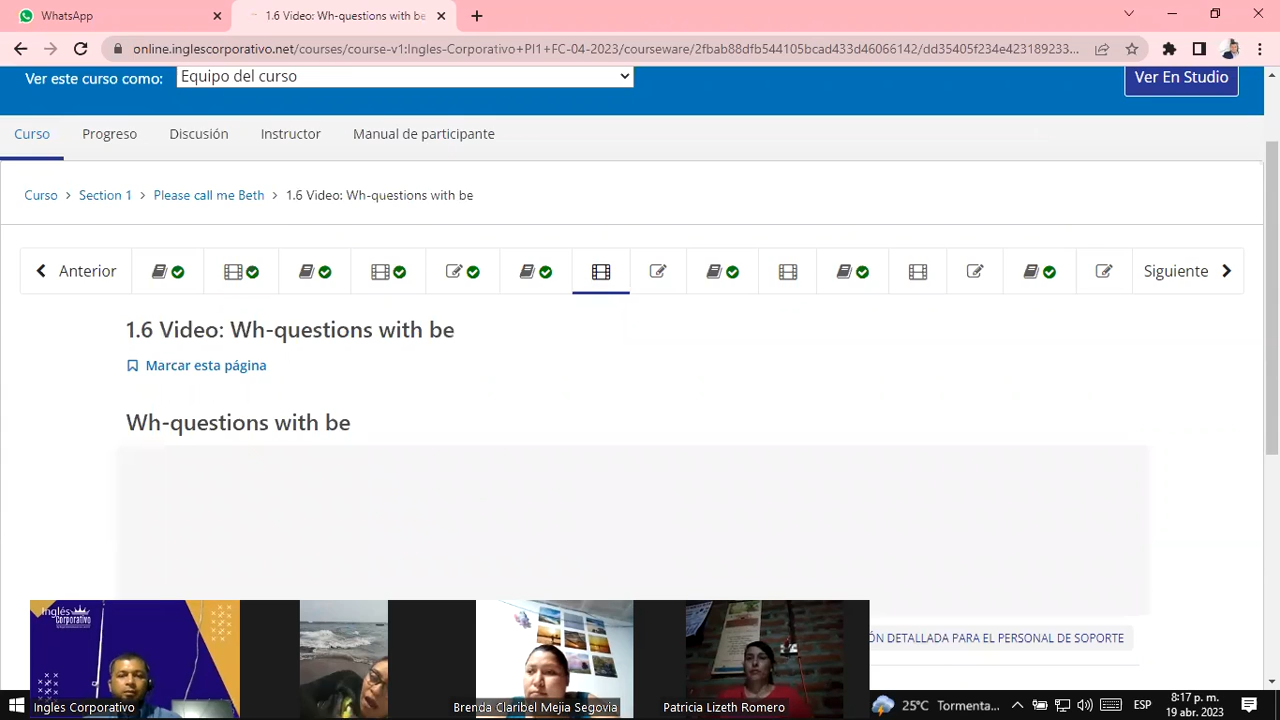 WhatsApp
1.6 Video: Wh-questions with be
online.inglescorporativo.net/courses/course-v1:Ingles-Corporativo+PI1+FC-04-2023/courseware/2fbab88dfb544105bcad433d46066142/dd35405f234e423189233...
Ver este curso como:
Equipo del curso
Ver En Studio
Curso
Progreso
Discusión
Instructor
Manual de participante
Curso > Section 1 > Please call me Beth > 1.6 Video: Wh-questions with be
Anterior
Siguiente
1.6 Video: Wh-questions with be
Marcar esta página
Wh-questions with be
ÓN DETALLADA PARA EL PERSONAL DE SOPORTE
Inglés
Corporativo
Ingles Corporativo
Brenda Claribel Mejia Segovia
Patricia Lizeth Romero
25°C Tormenta...
ESP
8:17 p. m.
19 abr. 2023